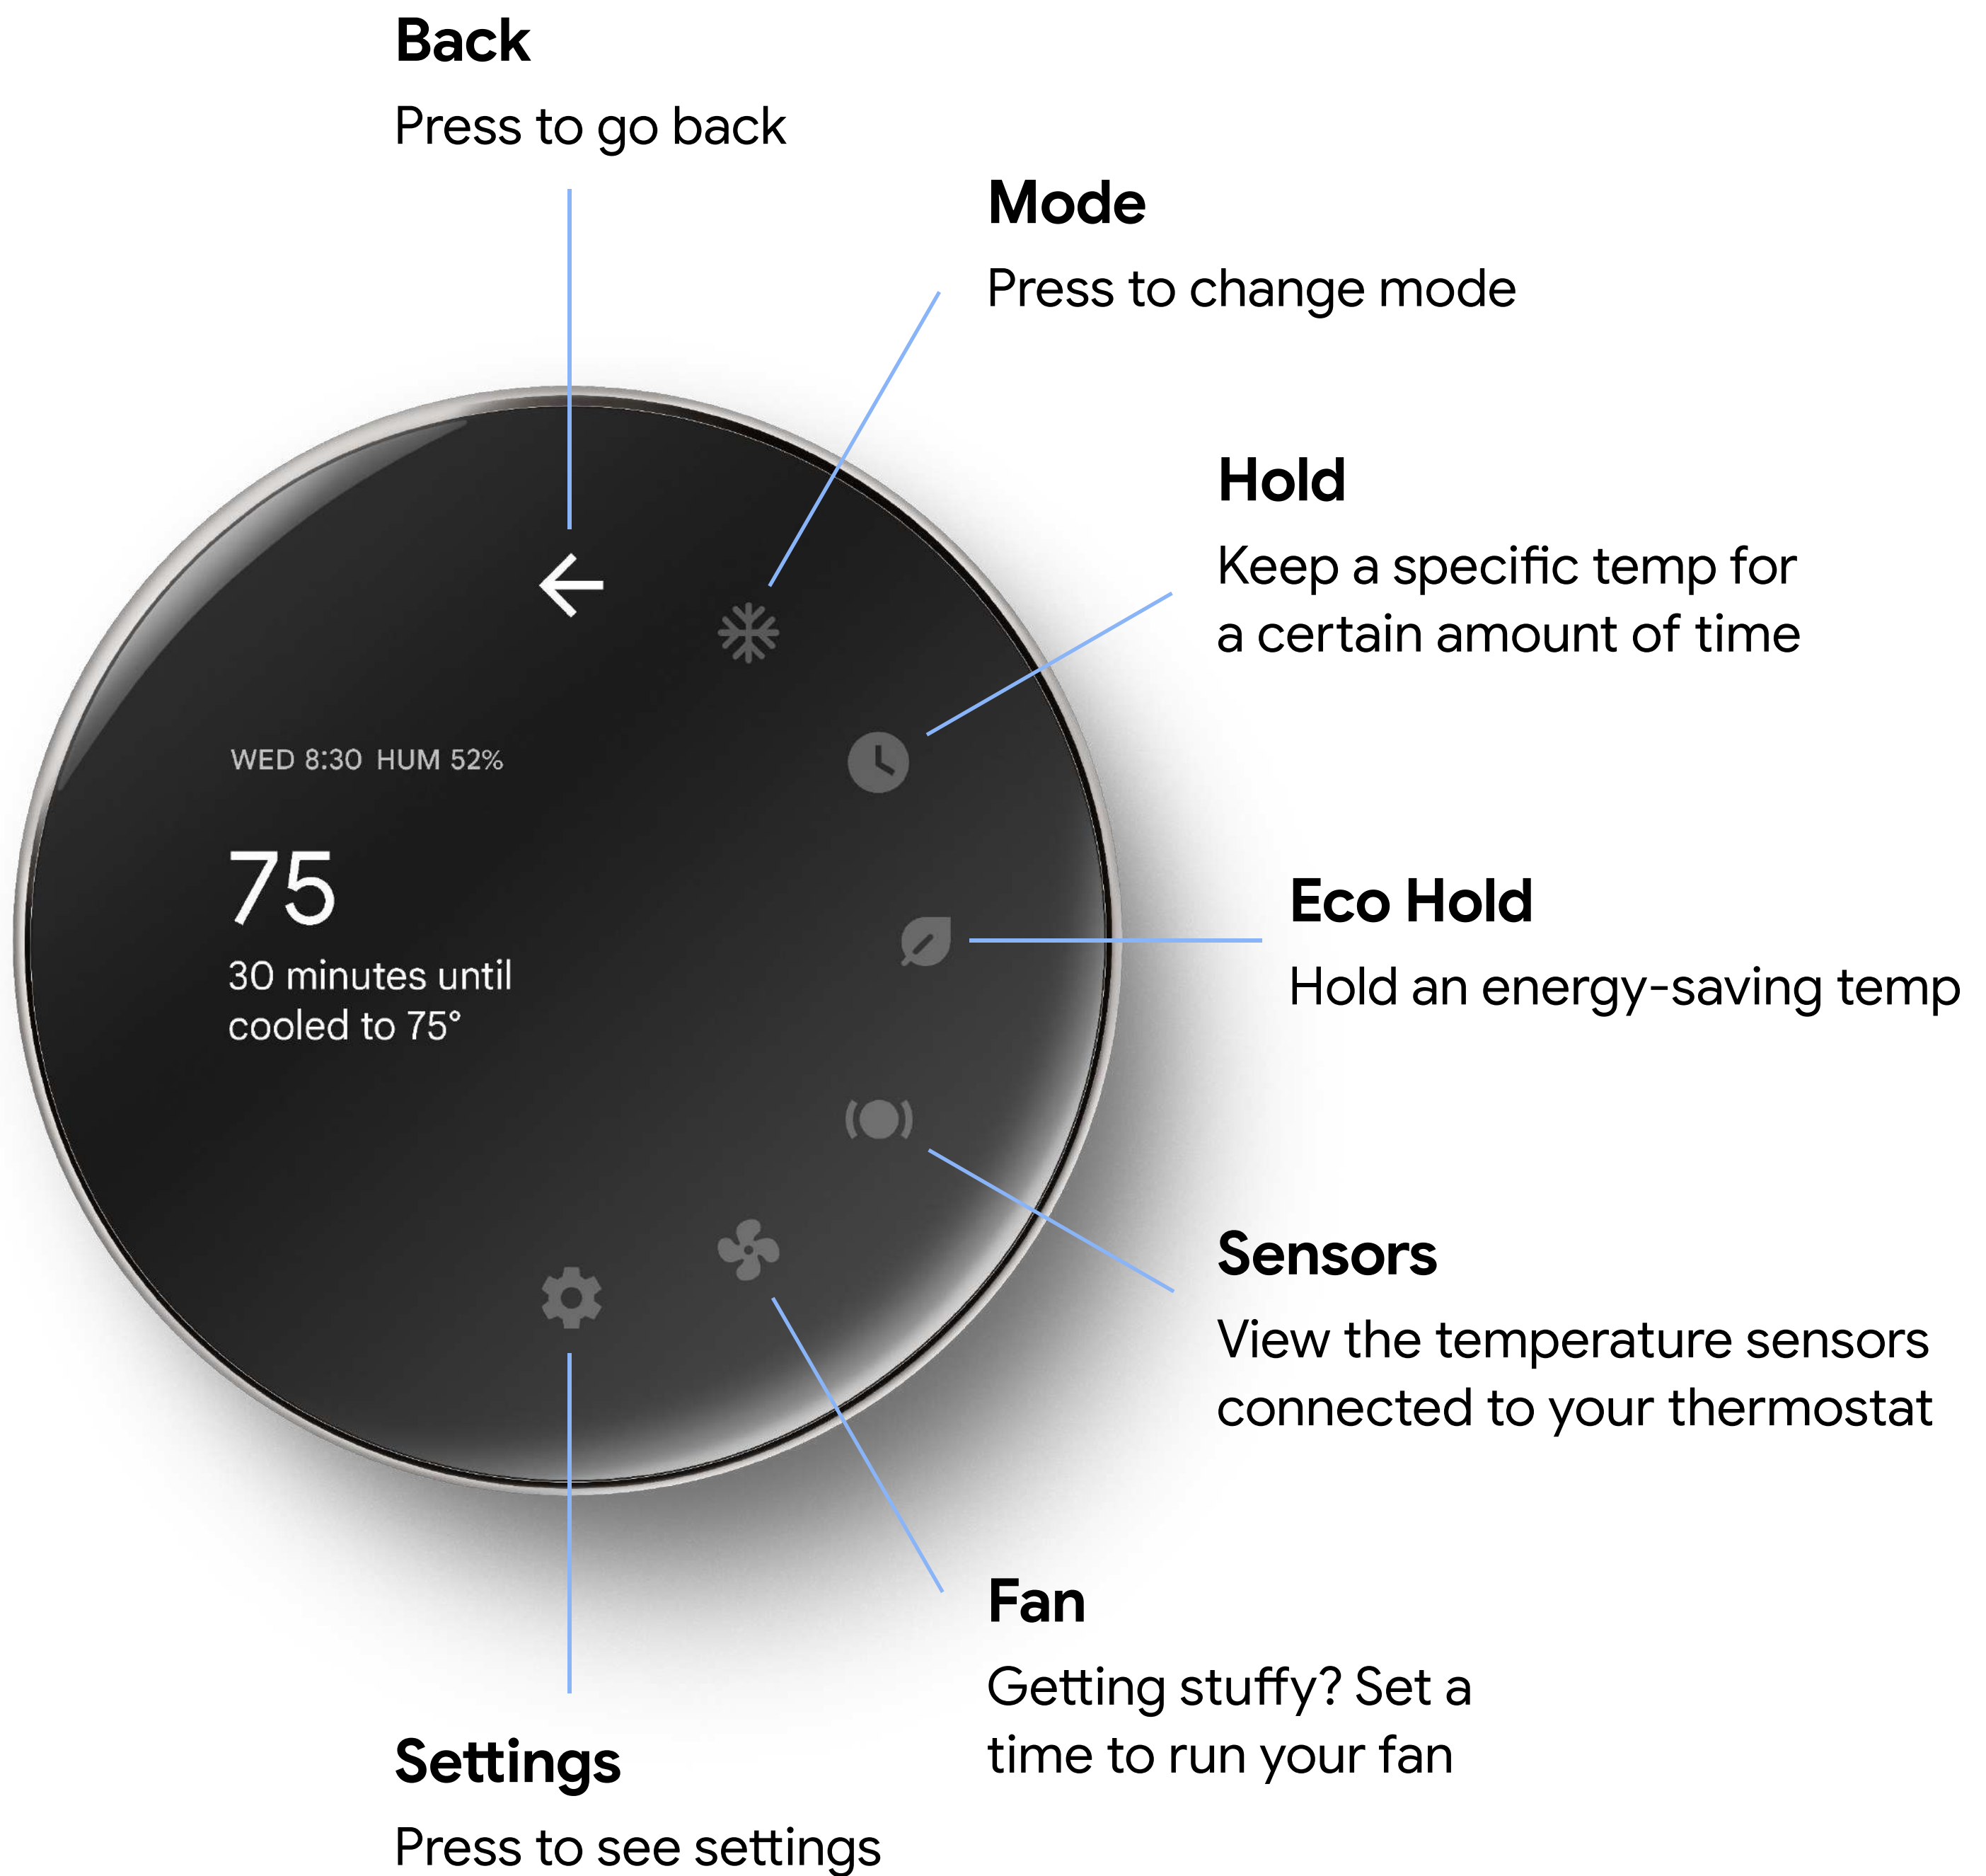 Back
Press to go back
Mode
Press to change mode
Hold
Keep a specific temp for
a certain amount of time
WED 8:30 HUM 52%
75
30 minutes until
cooled to 75°
Eco Hold
Hold an energy-saving temp
Sensors
View the temperature sensors
connected to your thermostat
Fan
Getting stuffy? Set a
time to run your fan
Settings
Press to see settings